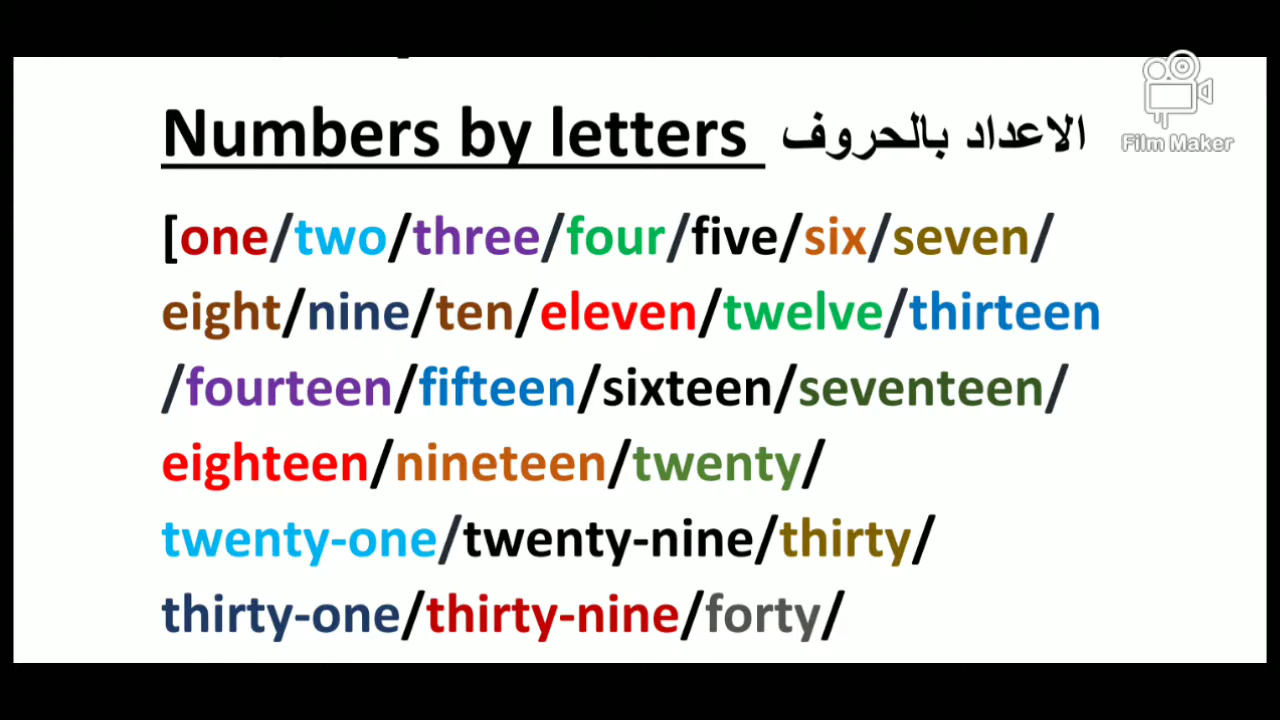 Numbers by letters الاعداد بالحروف
Film Maker
[one/two/three/four/five/six/seven/
eight/nine/ten/eleven/twelve/thirteen
/fourteen/fifteen/sixteen/seventeen/
eighteen/nineteen/twenty/
twenty-one/twenty-nine/thirty/
thirty-one/thirty-nine/forty/